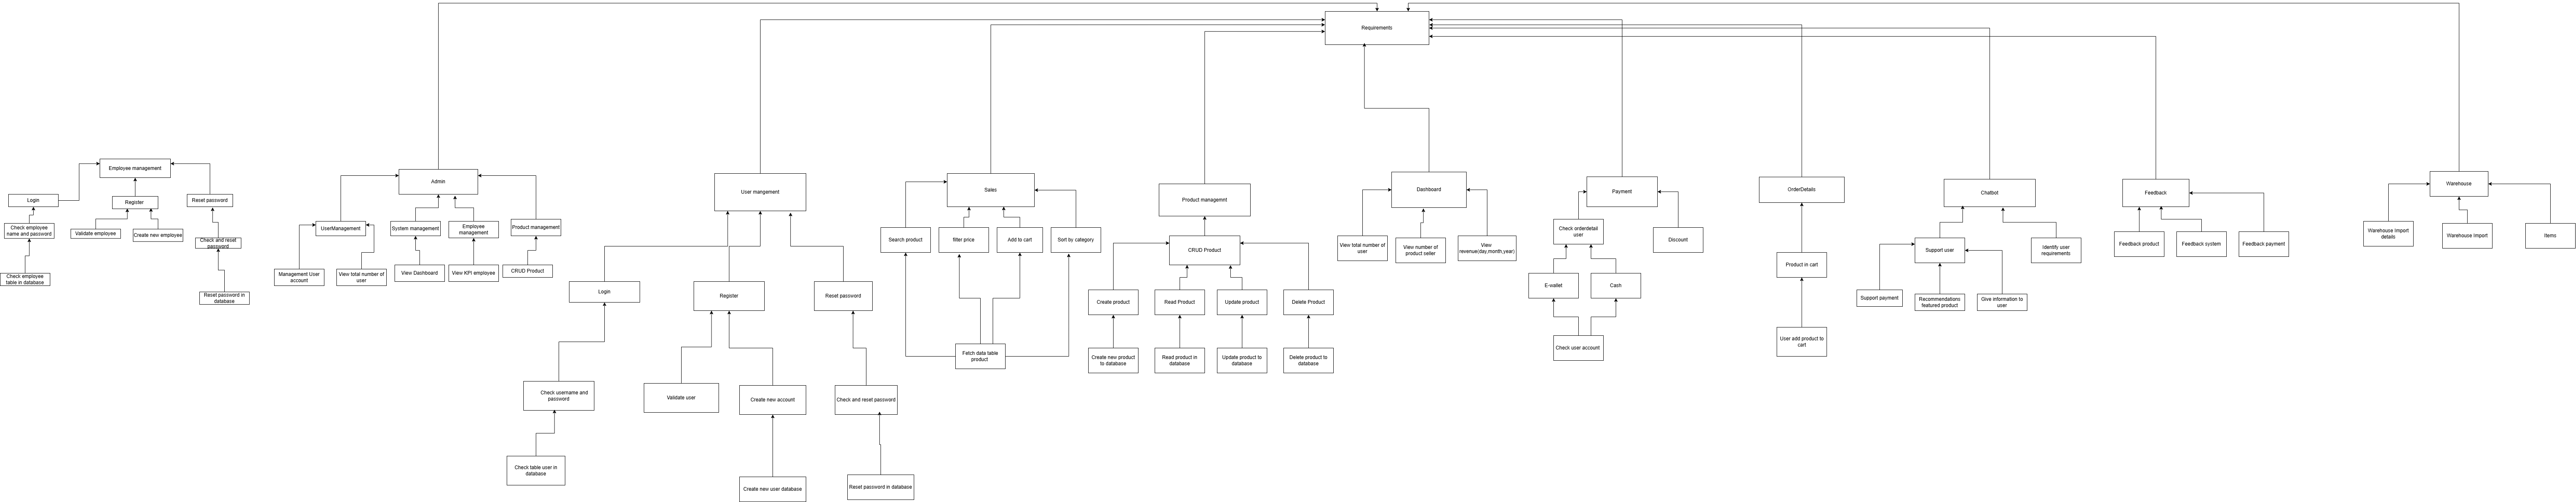 Requirements
Employee management
Login
Register
Reset password
Check employee
name and password
Validate employee
Create new employee
Check and reset
password
Check employee
table in database
Reset password in
database
Admin
UserManagement
System management
Employee
management
Product management
Management User
account
View total number of
user
View Dashboard
View KPI employee
CRUD Product
User mangement
Login
Register
Reset password
Check username and
password
Validate user
Create new account
Check and reset password
Check table user in
database
Create new user database
Reset password in database
Sales
Search product
filter price
Add to cart
Sort by category
Fetch data table
product
Product managemnt
CRUD Product
Create product
Read Product
Update product
Delete Product
Create new product
to database
Read product in
database
Update product to
database
Delete product to
database
Dashboard
View total number of
user
View number of
product seller
View
revenue(day,month,year)
Payment
Check orderdetail
user
Discount
E-wallet
Cash
Check user account
OrderDetails
Product in cart
User add product to
cart
Chatbot
Support user
Identify user
requirements
Support payment
Recommendations
featured product
Give information to
user
Feedback
Feedback product
Feedback system
Feedback payment
Warehouse
Warehouse Import
details
Warehouse Import
Items